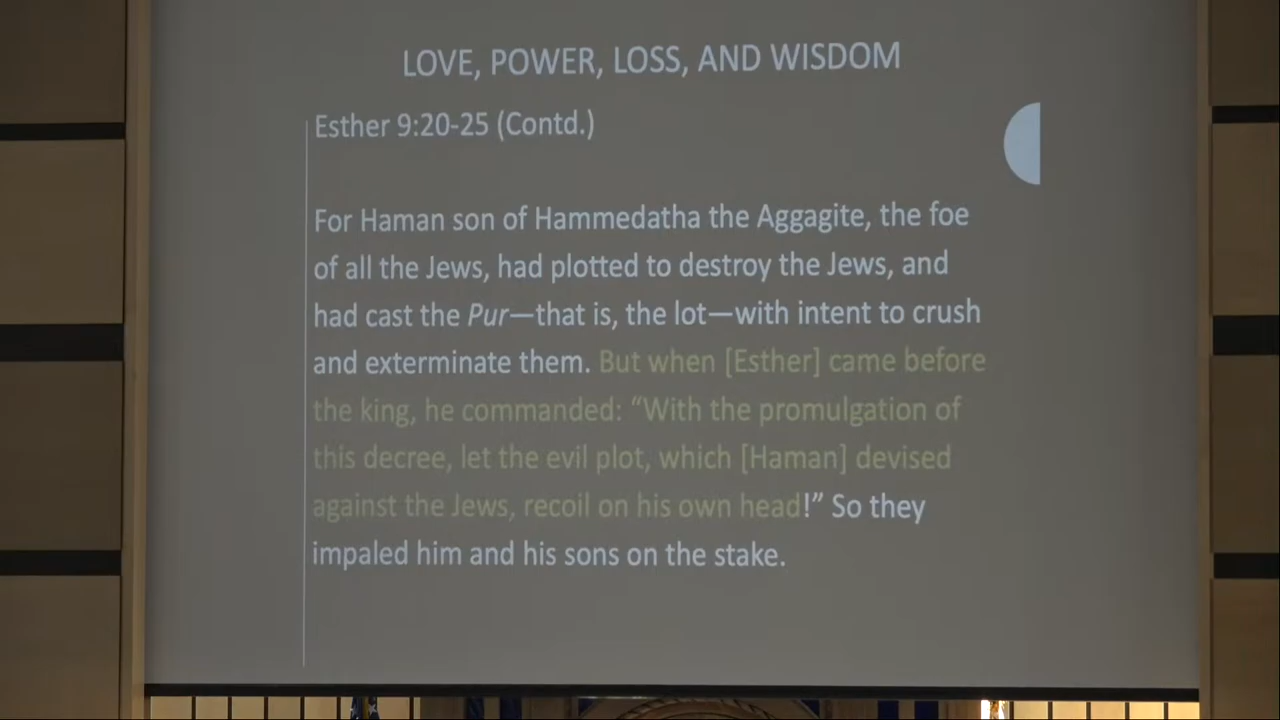 LOVE, POWER, LOSS, AND WISDOM
Esther 9:20-25 (Contd.)
For Haman son of Hammedatha the Aggagite, the foe
of all the Jews, had plotted to destroy the Jews, and
had cast the Pur—that is, the lot—with intent to crush
and exterminate them. But when [Esther] came before
the king, he commanded: “With the promulgation of
this decree, let the evil plot, which [Haman] devised
against the Jews, recoil on his own head!” So they
impaled him and his sons on the stake.